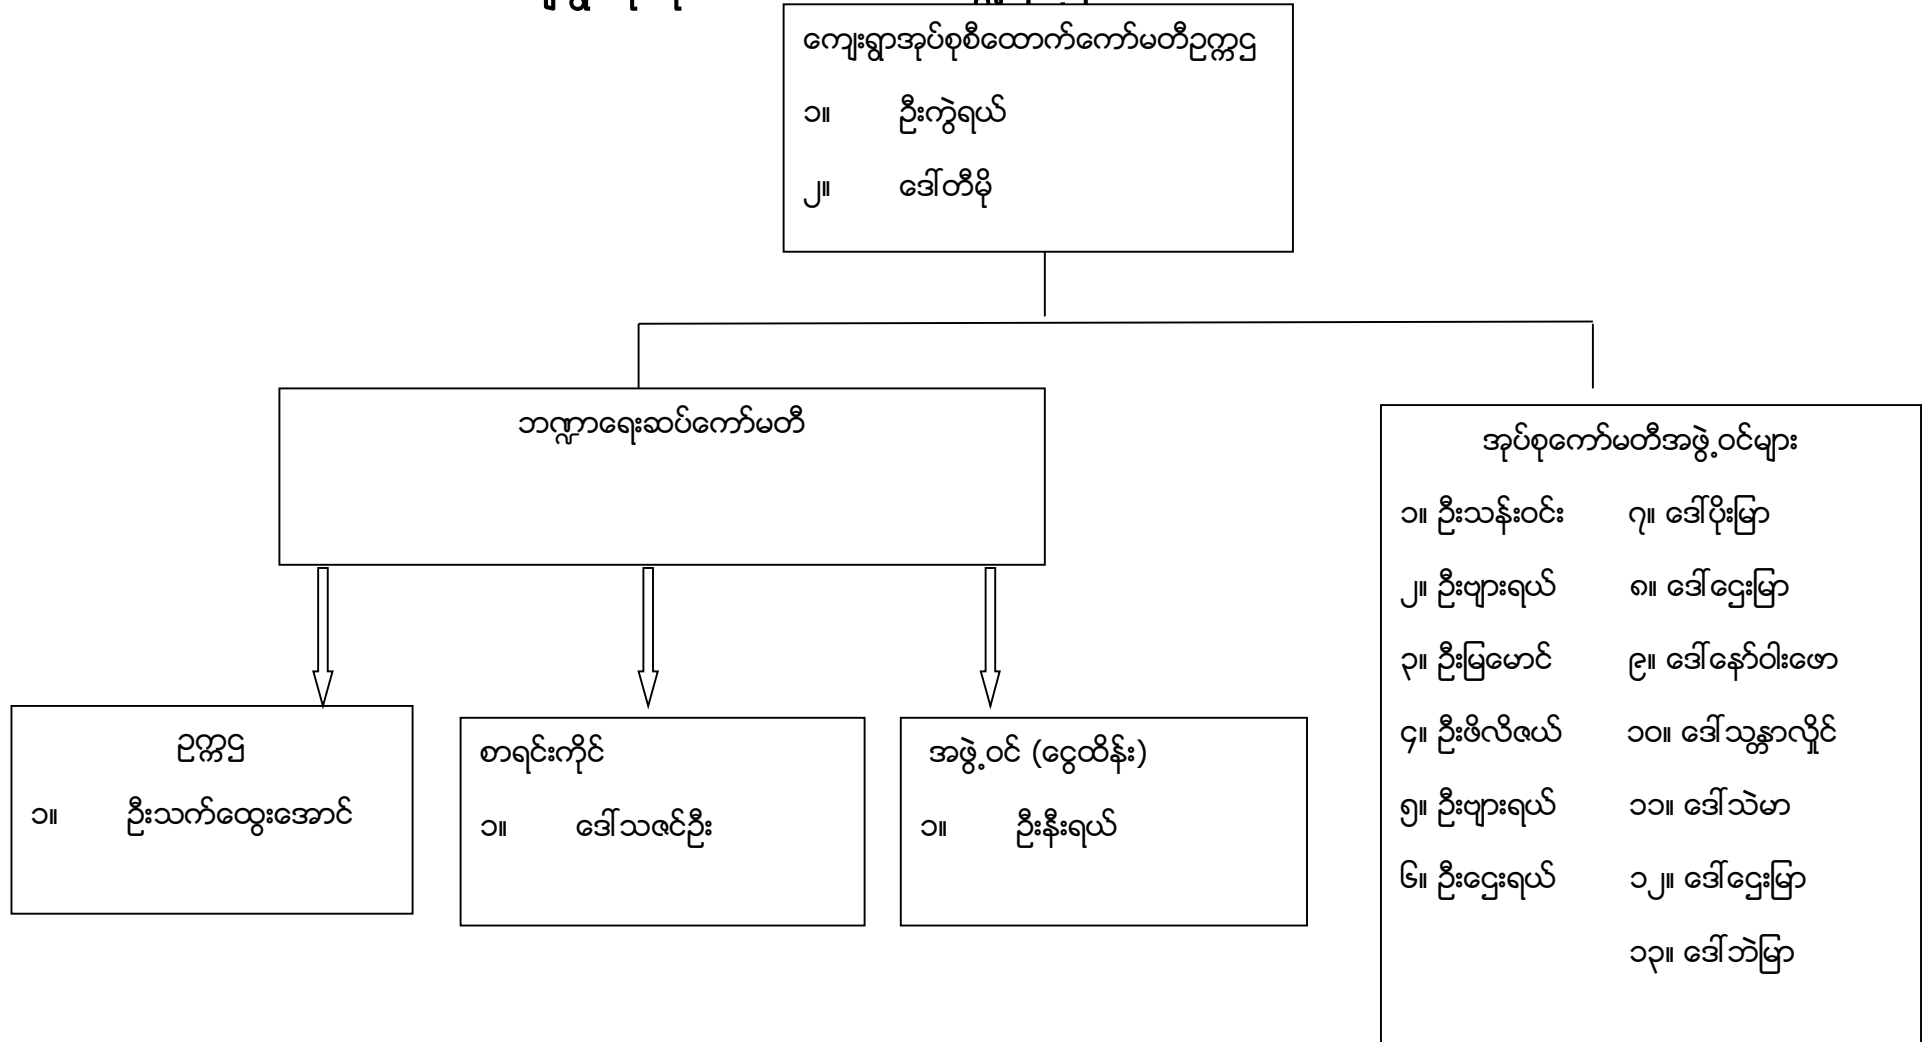 ကျေးရွာအုပ်စုစီထောက်ကော်မတီဥက္ကဌ
၁။ ဦးကွဲရယ်
၂။ ဒေါ်တီမို
ဘဏ္ဍာရေးဆပ်ကော်မတီ
ဥက္ကဌ
၁။ ဦးသက်ထွေးအောင်
စာရင်းကိုင်
၁။ ဒေါ်သဇင်ဦး
အဖွဲ့ဝင် (ငွေထိန်း)
၁။ ဦးနီးရယ်
အုပ်စုကော်မတီအဖွဲ့ဝင်များ
၁။ ဦးသန်းဝင်း ၇။ ဒေါ်ပိုးမြာ
၂။ ဦးဗျားရယ် ၈။ ဒေါ်ဌေးမြာ
၃။ ဦးမြမောင် ၉။ ဒေါ်နော်ဝါးဖော
၄။ ဦးဖိလိဇယ် ၁၀။ ဒေါ်သန္တာလှိုင်
၅။ ဦးဗျားရယ် ၁၁။ ဒေါ်သဲမာ
၆။ ဦးဌေးရယ် ၁၂။ ဒေါ်ဌေးမြာ
၁၃။ ဒေါ်ဘဲမြာ